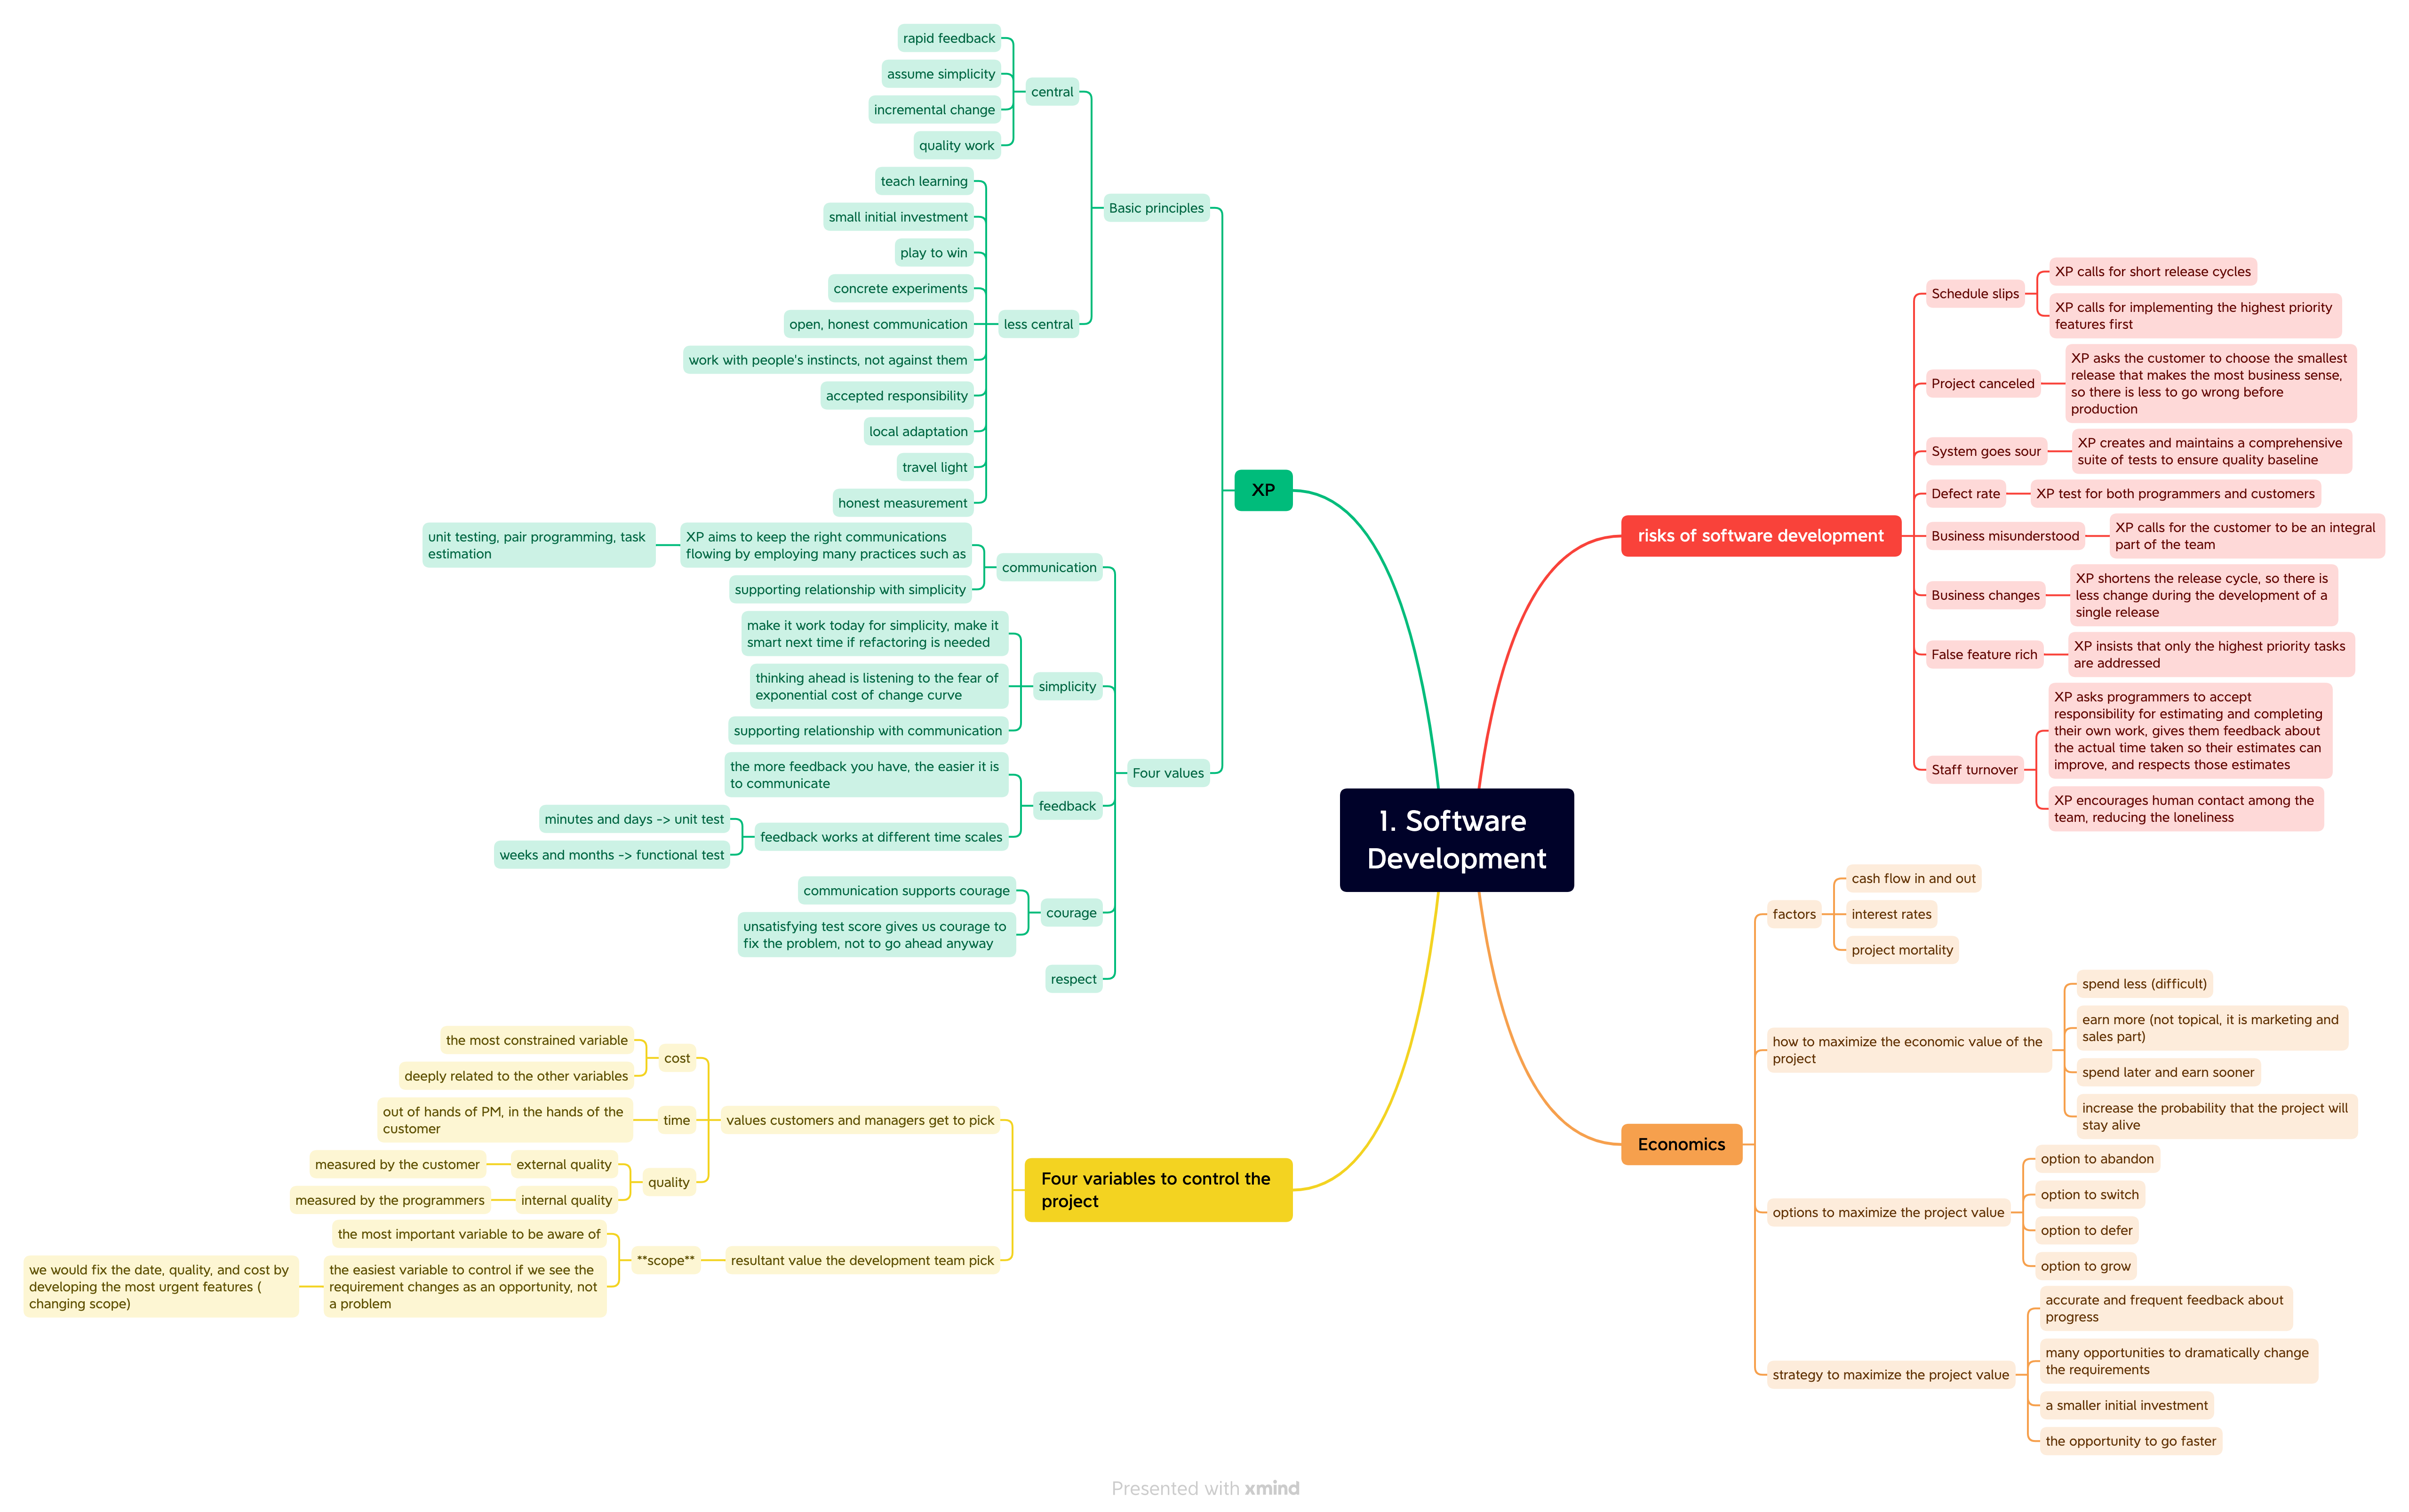 1. Software
Development
risks of software development
Schedule slips
XP calls for short release cycles
XP calls for implementing the highest priority
features first
Project canceled
XP asks the customer to choose the smallest
release that makes the most business sense,
so there is less to go wrong before
production
System goes sour
XP creates and maintains a comprehensive
suite of tests to ensure quality baseline
Defect rate
XP test for both programmers and customers
Business misunderstood
XP calls for the customer to be an integral
part of the team
Business changes
XP shortens the release cycle, so there is
less change during the development of a
single release
False feature rich
XP insists that only the highest priority tasks
are addressed
Staff turnover
XP asks programmers to accept
responsibility for estimating and completing
their own work, gives them feedback about
the actual time taken so their estimates can
improve, and respects those estimates
XP encourages human contact among the
team, reducing the loneliness
Economics
factors
cash flow in and out
interest rates
project mortality
how to maximize the economic value of the
project
spend less (difficult)
earn more (not topical, it is marketing and
sales part)
spend later and earn sooner
increase the probability that the project will
stay alive
options to maximize the project value
option to abandon
option to switch
option to defer
option to grow
strategy to maximize the project value
accurate and frequent feedback about
progress
many opportunities to dramatically change
the requirements
a smaller initial investment
the opportunity to go faster
Four variables to control the
project
values customers and managers get to pick
cost
the most constrained variable
deeply related to the other variables
time
out of hands of PM, in the hands of the
customer
quality
external quality
measured by the customer
internal quality
measured by the programmers
resultant value the development team pick
**scope**
the most important variable to be aware of
the easiest variable to control if we see the
requirement changes as an opportunity, not
a problem
we would fix the date, quality, and cost by
developing the most urgent features (
changing scope)
XP
Basic principles
central
rapid feedback
assume simplicity
incremental change
quality work
less central
teach learning
small initial investment
play to win
concrete experiments
open, honest communication
work with people's instincts, not against them
accepted responsibility
local adaptation
travel light
honest measurement
Four values
communication
XP aims to keep the right communications
flowing by employing many practices such as
unit testing, pair programming, task
estimation
supporting relationship with simplicity
simplicity
make it work today for simplicity, make it
smart next time if refactoring is needed
thinking ahead is listening to the fear of
exponential cost of change curve
supporting relationship with communication
feedback
the more feedback you have, the easier it is
to communicate
feedback works at different time scales
minutes and days -> unit test
weeks and months -> functional test
courage
communication supports courage
unsatisfying test score gives us courage to
fix the problem, not to go ahead anyway
respect
Presented with xmind